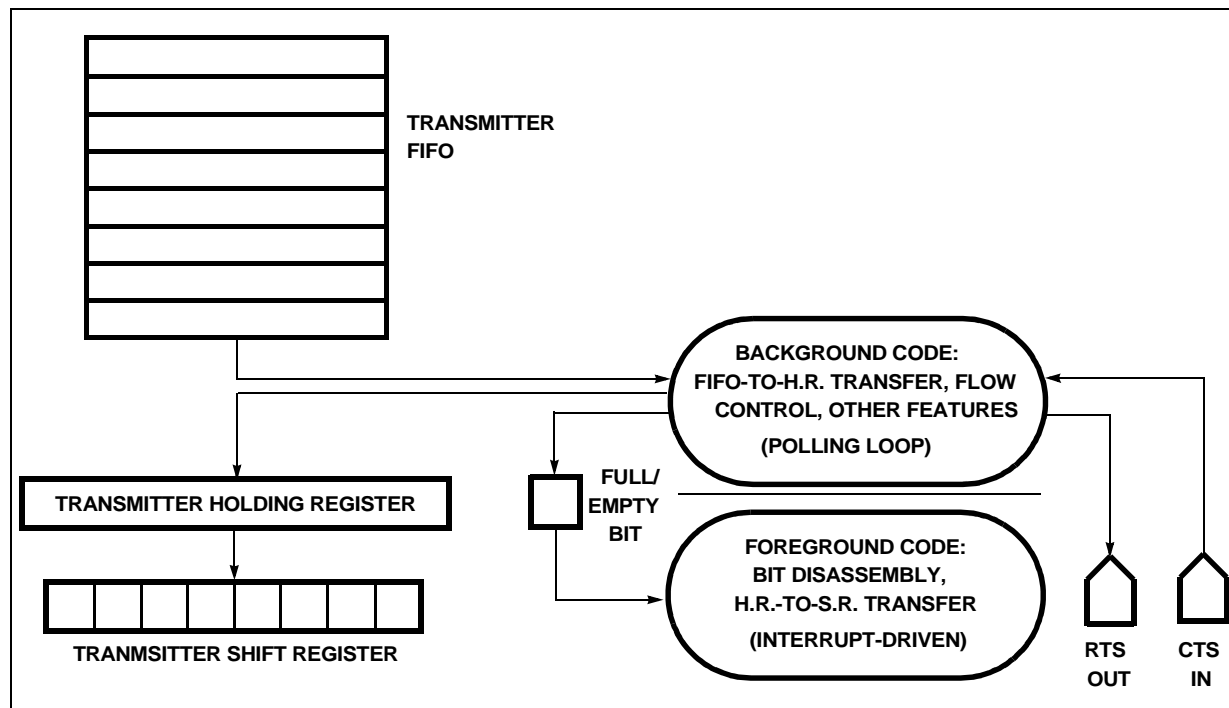 TRANSMITTER
FIFO
BACKGROUND CODE:
FIFO-TO-H.R. TRANSFER, FLOW
CONTROL, OTHER FEATURES
(POLLING LOOP)
TRANSMITTER HOLDING REGISTER
FULL/
EMPTY
BIT
FOREGROUND CODE:
BIT DISASSEMBLY,
H.R.-TO-S.R. TRANSFER
(INTERRUPT-DRIVEN)
TRANMSITTER SHIFT REGISTER
RTS
OUT
CTS
IN